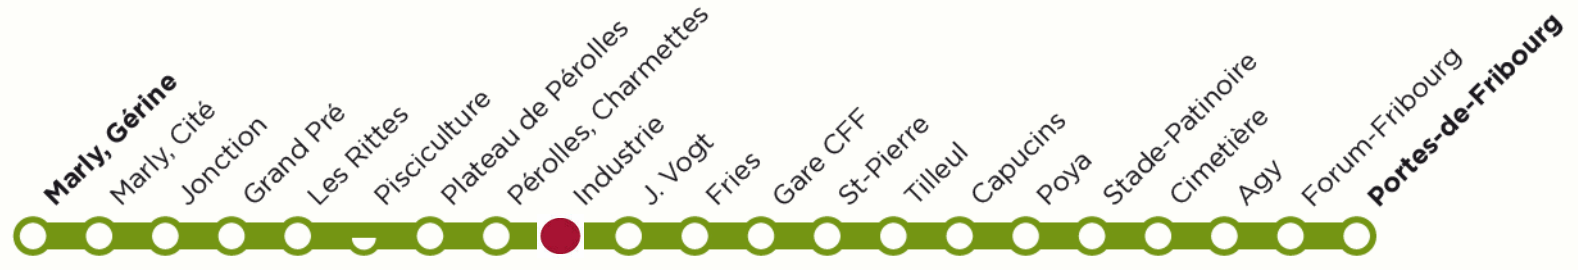 Marly, Gérine
Marly, Cité
Jonction
Grand Pré
Les Rittes
Pisciculture
Plateau de Pérolles
Pérolles, Charmettes
Industrie
J. Vogt
Fries
Gare CFF
St-Pierre
Tilleul
Capucins
Poya
Stade-Patinoire
Cimetière
Agy
Forum-Fribourg
Portes-de-Fribourg